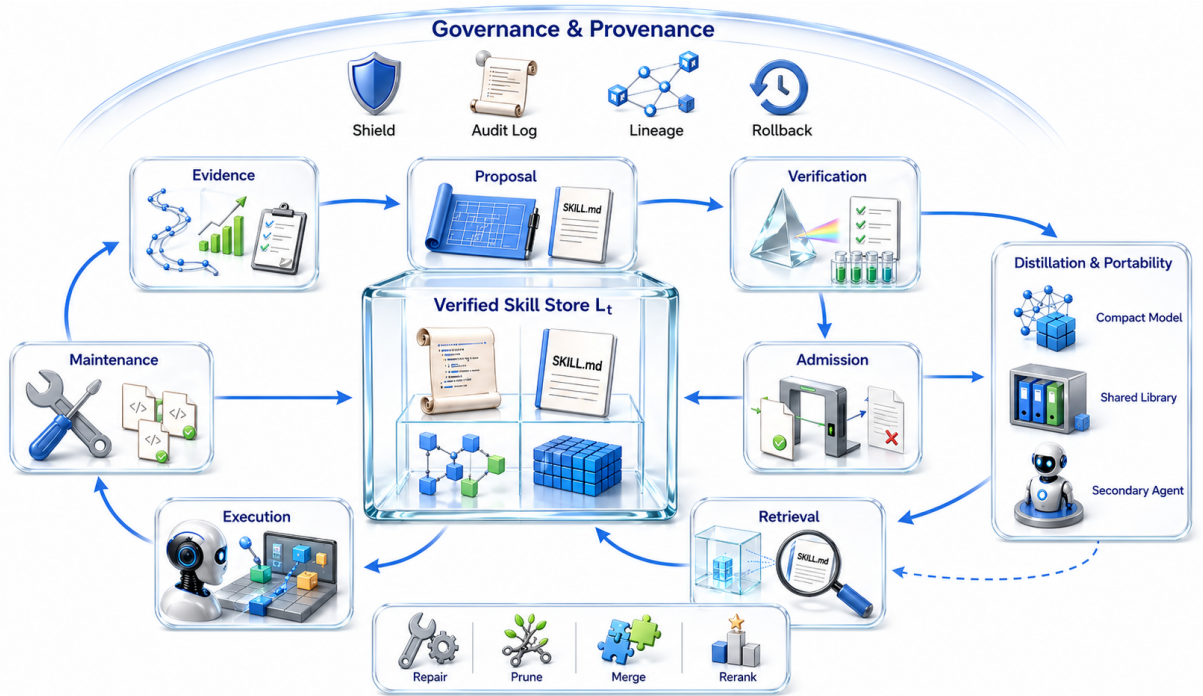 Governance & Provenance
Shield
Audit Log
Lineage
Rollback
Evidence
Proposal
SKILL.md
Verification
Distillation & Portability
Compact Model
Shared Library
Secondary Agent
Verified Skill Store Lt
SKILL.md
Maintenance
</>
</>
</>
Admission
Execution
Retrieval
SKILL.md
Repair
Prune
Merge
Rerank